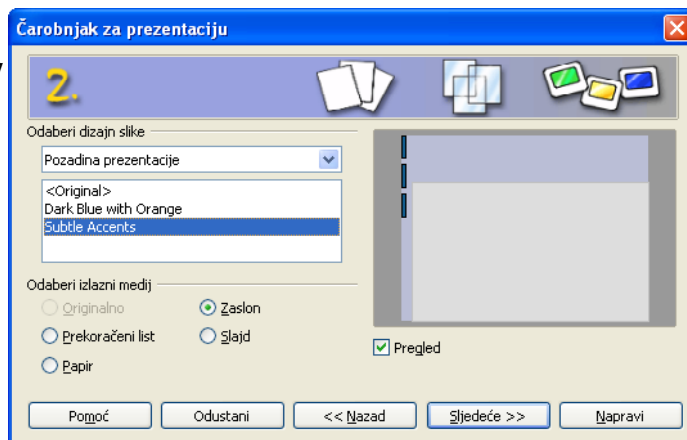 Čarobnjak za prezentaciju
2.
Odaberi dizajn slike
Pozadina prezentacije
<Original>
Dark Blue with Orange
Subtle Accents
Odaberi izlazni medij
Originalno
Zaslon
Prekoračeni list
Slajd
Papir
Pregled
Pomoć
Odustani
<< Nazad
Sljedeće >>
Napravi